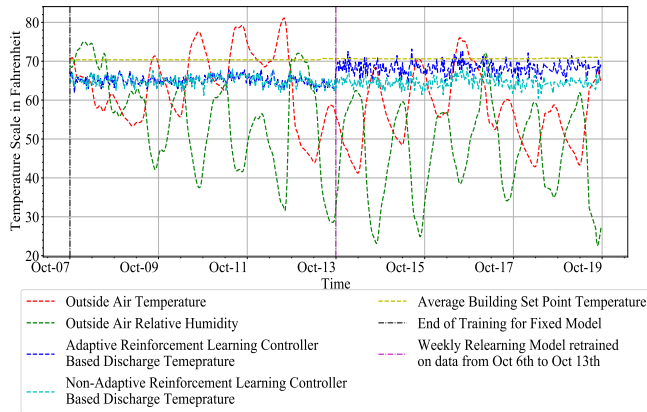 80
70
60
50
40
30
20
Temperature Scale in Fahrenheit
Oct-07 Oct-09 Oct-11 Oct-13 Oct-15 Oct-17 Oct-19
Time
Outside Air Temperature
Outside Air Relative Humidity
Adaptive Reinforcement Learning Controller
Based Discharge Temeprature
Non-Adaptive Reinforcement Learning Controller
Based Discharge Temeprature
Average Building Set Point Temperature
End of Training for Fixed Model
Weekly Relearning Model retrained
on data from Oct 6th to Oct 13th